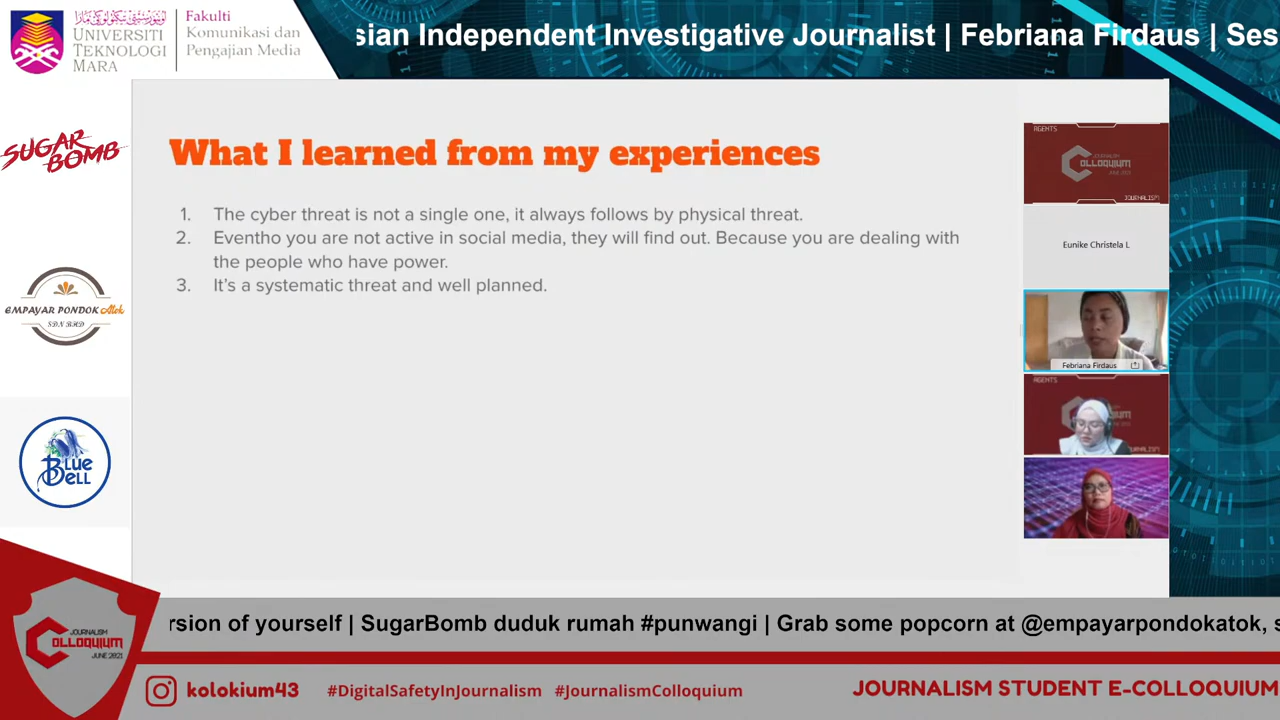 UNIVERSITI
TEKNOLOGI
MARA
Fakulti
Komunikasi dan
Pengajian Media
sian Independent Investigative Journalist | Febriana Firdaus | Ses
SUGAR
BOMB
EMPAYAR PONDOK Atok
SDN BHD
Blue
Bell
What I learned from my experiences
1. The cyber threat is not a single one, it always follows by physical threat.
2. Eventho you are not active in social media, they will find out. Because you are dealing with
the people who have power.
3. It's a systematic threat and well planned.
AGENTS
JOURNALISM
COLLOQUIUM
JUNE 2021
JOURNALISM
Eunike Christela L
Febriana Firdaus
AGENTS
rsion of yourself | SugarBomb duduk rumah #punwangi | Grab some popcorn at @empayarpondokatok, s
JOURNALISM
COLLOQUIUM
JUNE 2021
kolokium43
#DigitalSafetyInJournalism #JournalismColloquium
JOURNALISM STUDENT E-COLLOQUIUM